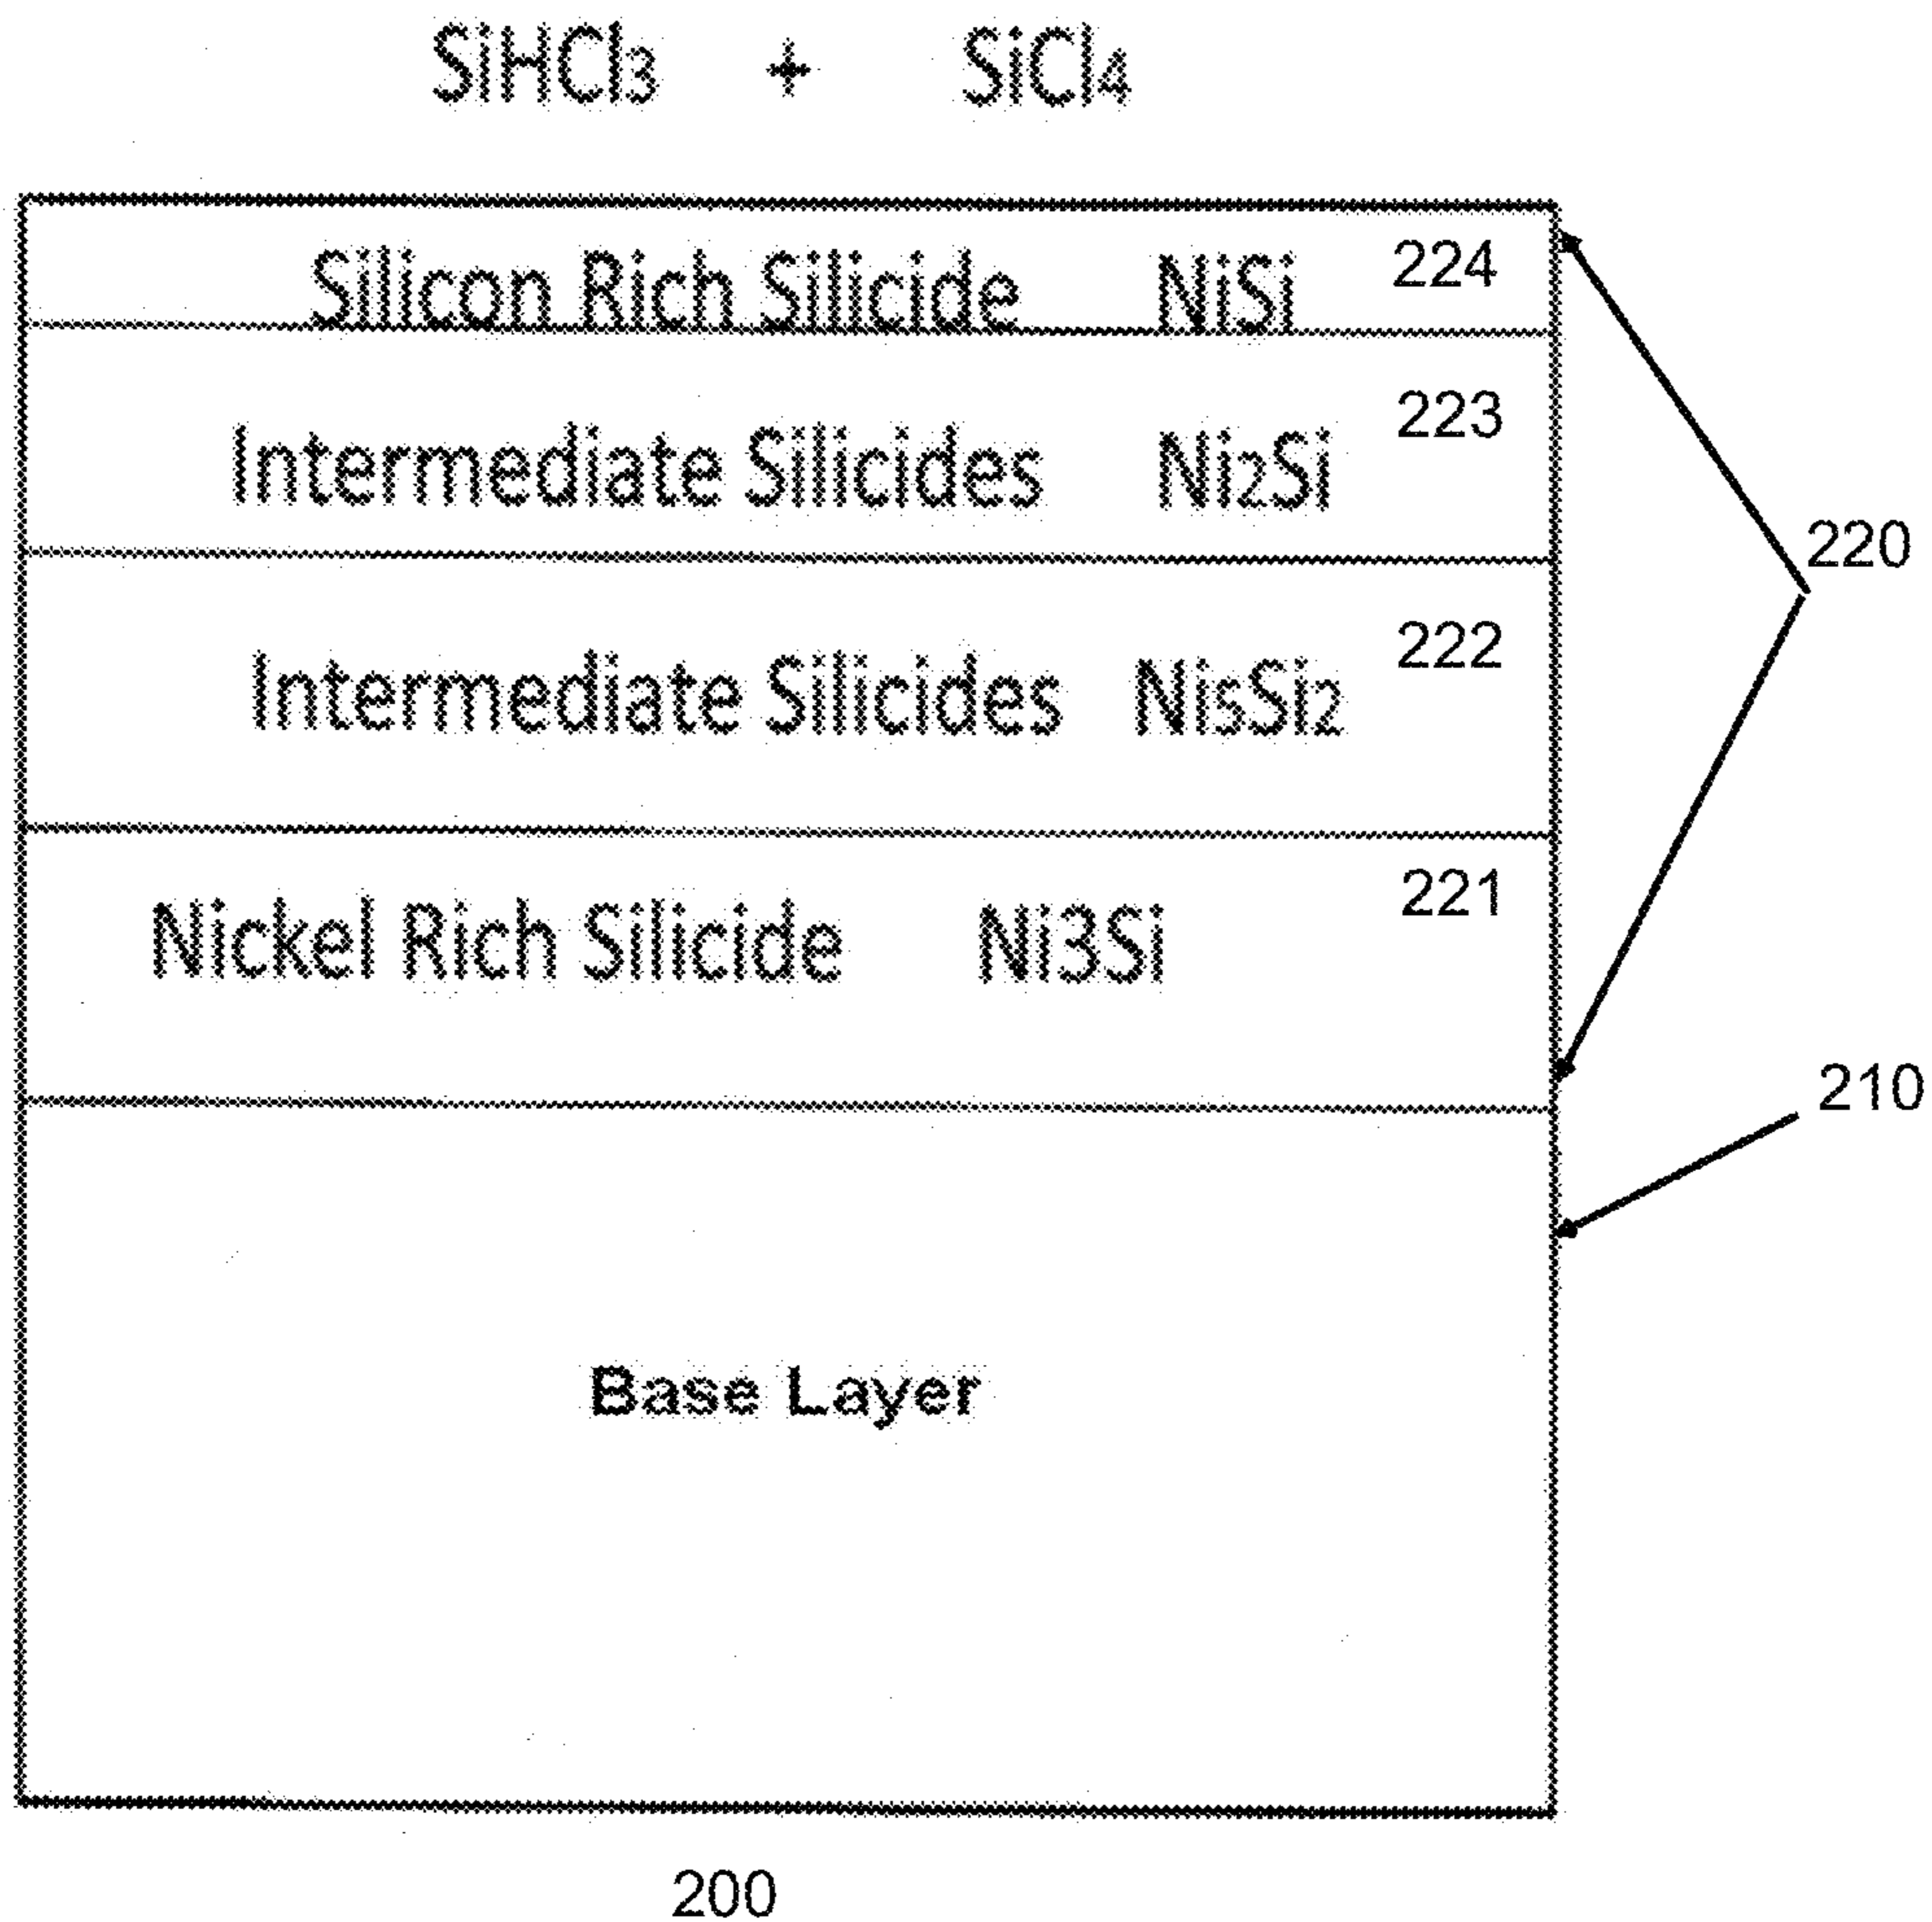 SiHCl₃ + SiCl₄
Silicon Rich Silicide NiSi 224
223
Intermediate Silicides Ni₂Si
220
222
Intermediate Silicides Ni₅Si₂
221
Nickel Rich Silicide Ni3Si
210
Base Layer
200